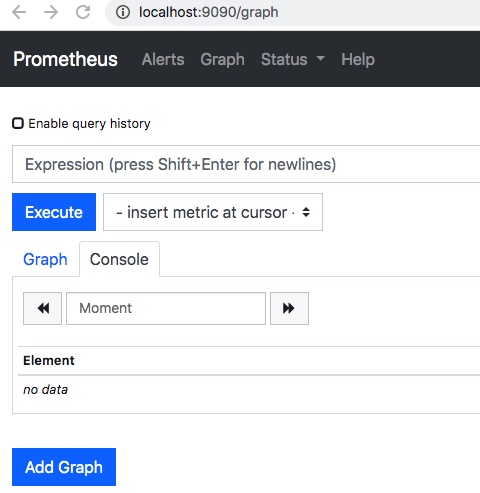 localhost:9090/graph
Prometheus Alerts Graph Status Help
Enable query history
Expression (press Shift+Enter for newlines)
Execute - insert metric at cursor -
Graph Console
Moment
Element
no data
Add Graph